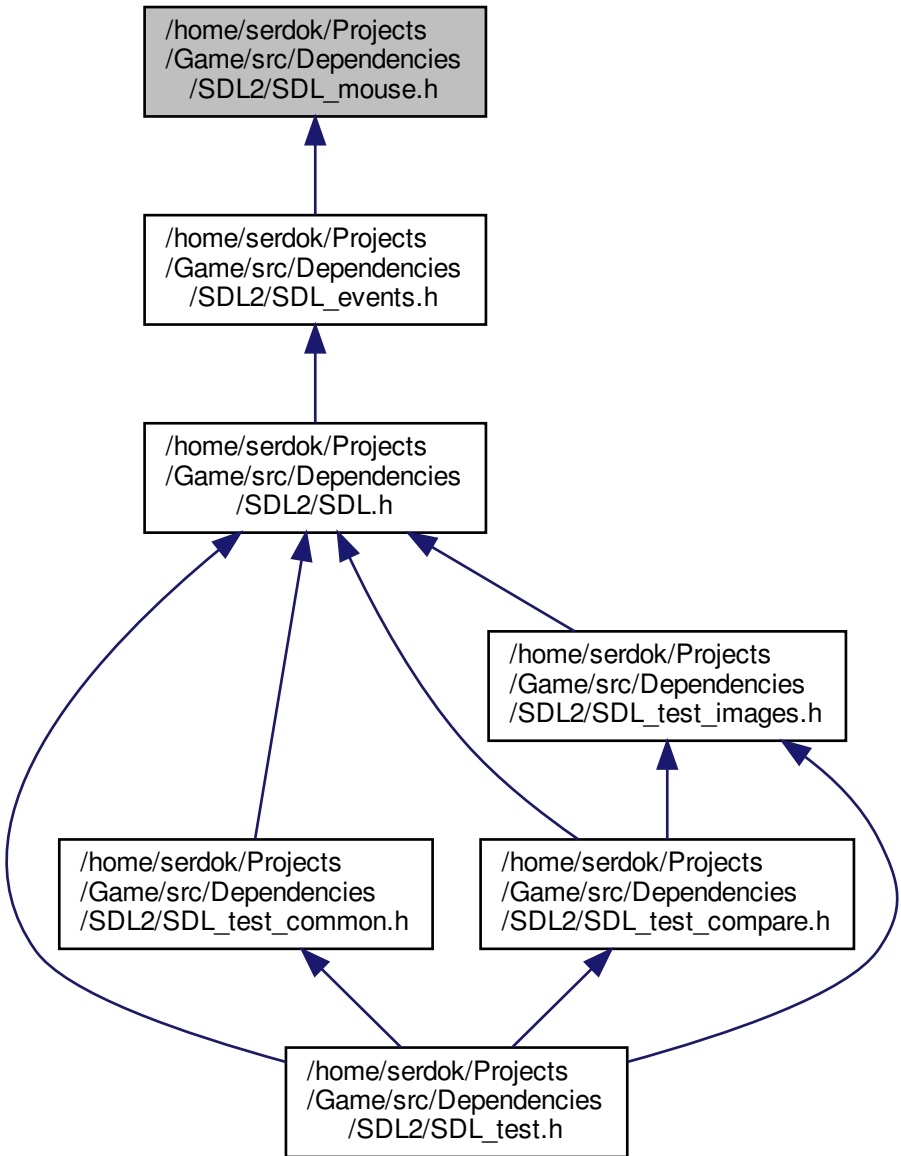 /home/serdok/Projects
/Game/src/Dependencies
/SDL2/SDL_mouse.h
/home/serdok/Projects
/Game/src/Dependencies
/SDL2/SDL_events.h
/home/serdok/Projects
/Game/src/Dependencies
/SDL2/SDL.h
/home/serdok/Projects
/Game/src/Dependencies
/SDL2/SDL_test_images.h
/home/serdok/Projects
/Game/src/Dependencies
/SDL2/SDL_test_common.h
/home/serdok/Projects
/Game/src/Dependencies
/SDL2/SDL_test_compare.h
/home/serdok/Projects
/Game/src/Dependencies
/SDL2/SDL_test.h